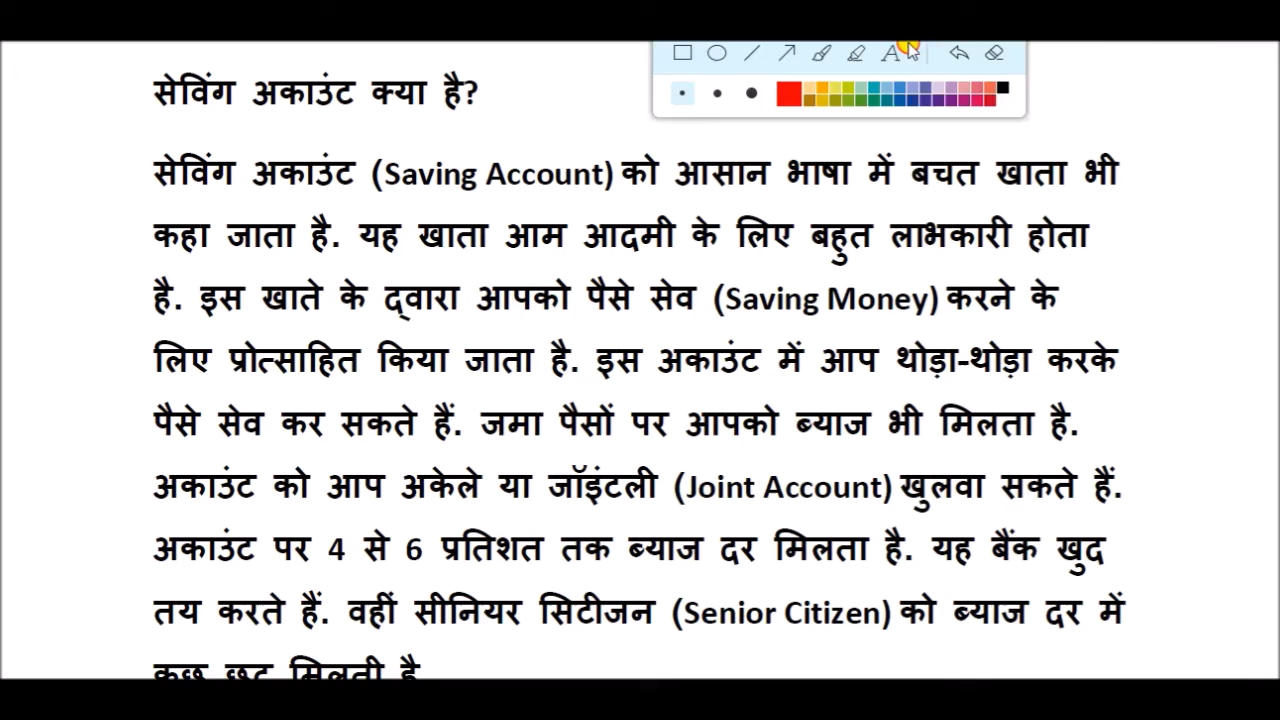 सेविंग अकाउंट क्या है?
सेविंग अकाउंट (Saving Account) को आसान भाषा में बचत खाता भी
कहा जाता है. यह खाता आम आदमी के लिए बहुत लाभकारी होता
है. इस खाते के द्वारा आपको पैसे सेव (Saving Money) करने के
लिए प्रोत्साहित किया जाता है. इस अकाउंट में आप थोड़ा-थोड़ा करके
पैसे सेव कर सकते हैं. जमा पैसों पर आपको ब्याज भी मिलता है.
अकाउंट को आप अकेले या जॉइंटली (Joint Account) खुलवा सकते हैं.
अकाउंट पर 4 से 6 प्रतिशत तक ब्याज दर मिलता है. यह बैंक खुद
तय करते हैं. वहीं सीनियर सिटीजन (Senior Citizen) को ब्याज दर में
कुछ छूट मिलती है